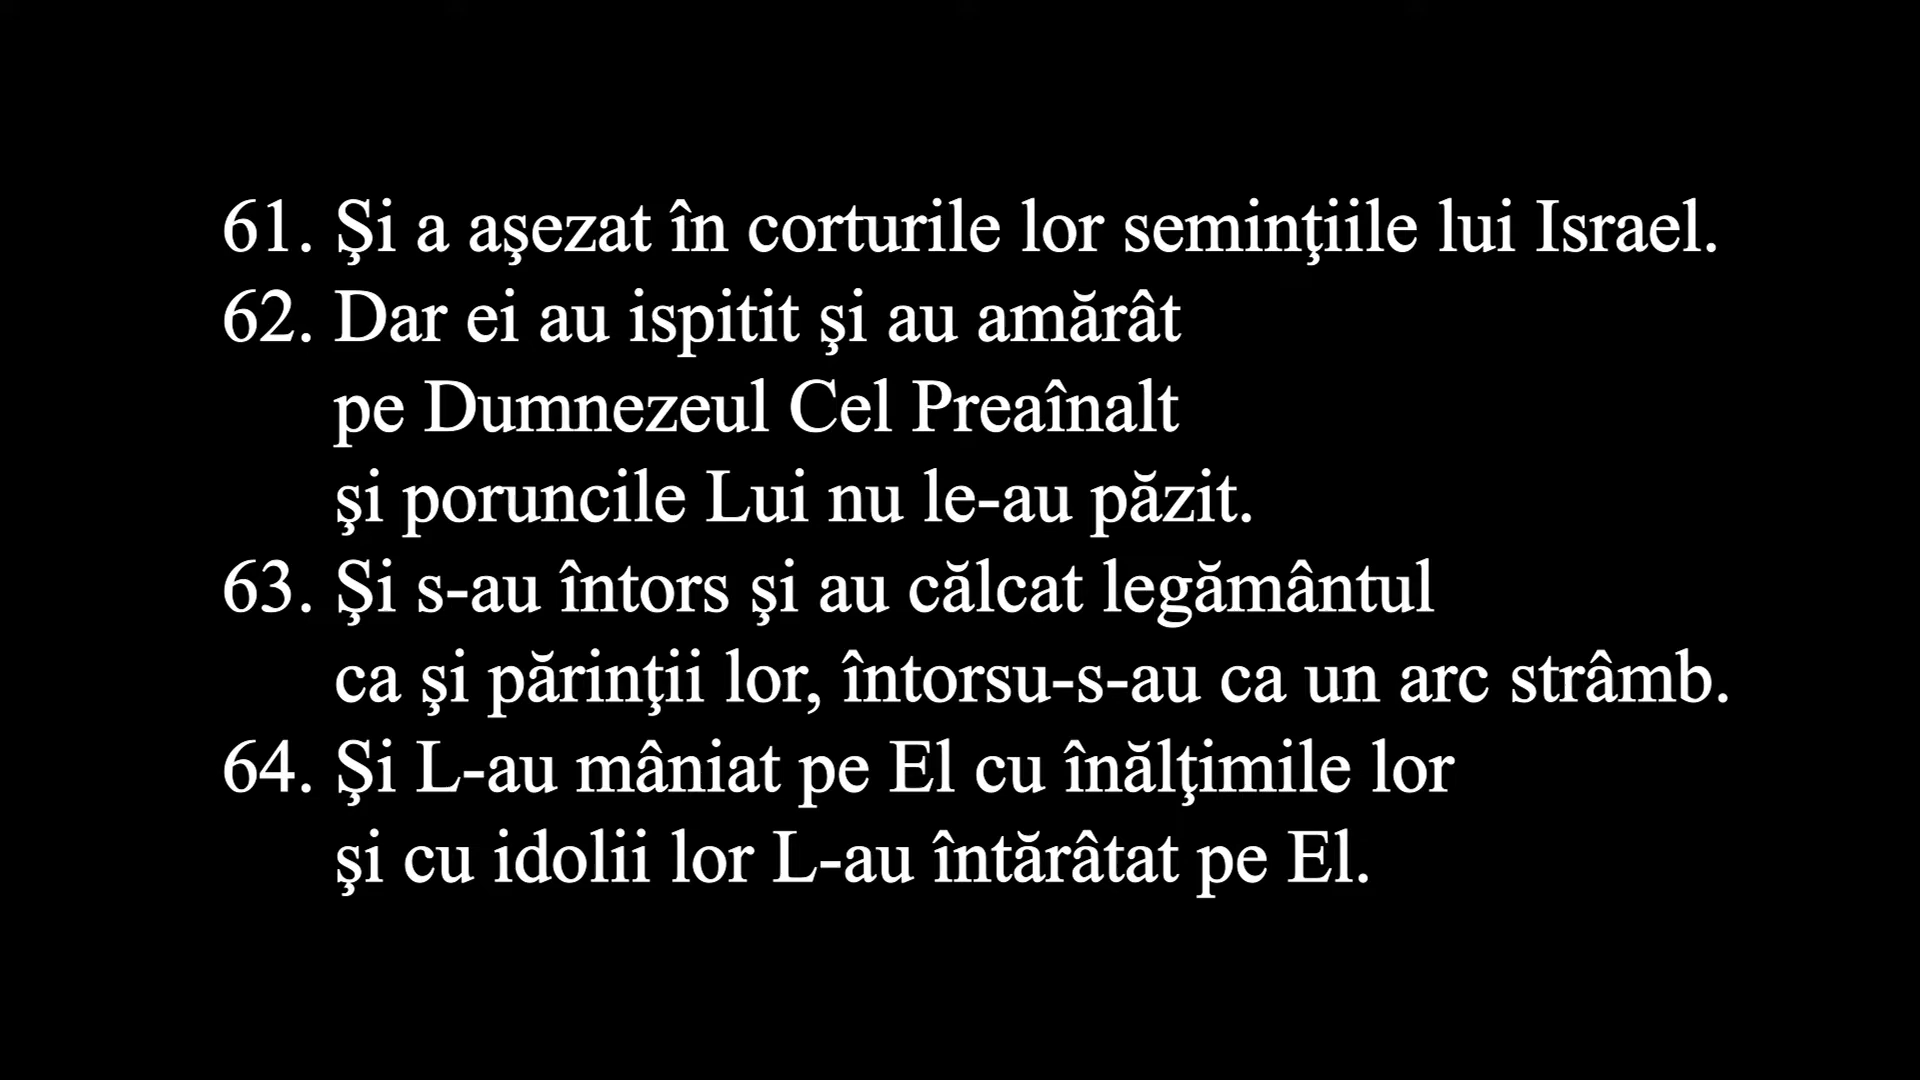 61. Şi a aşezat în corturile lor seminţiile lui Israel.
62. Dar ei au ispitit şi au amărât
pe Dumnezeul Cel Preaînalt
şi poruncile Lui nu le-au păzit.
63. Şi s-au întors şi au călcat legământul
ca şi părinţii lor, întorsu-s-au ca un arc strâmb.
64. Şi L-au mâniat pe El cu înălţimile lor
şi cu idolii lor L-au întărâtat pe El.